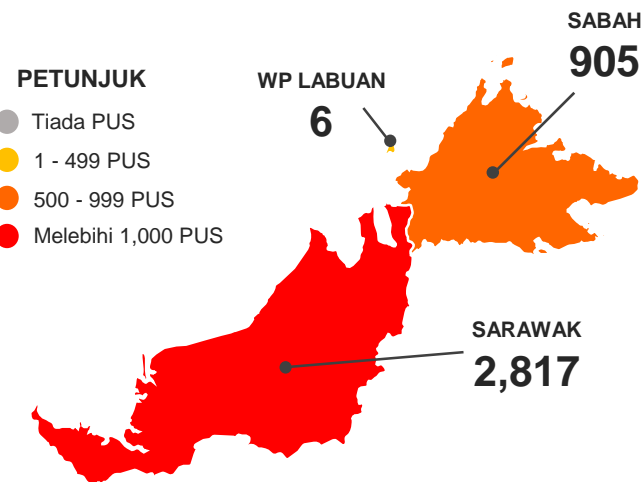 SABAH
905
WP LABUAN
6
PETUNJUK
Tiada PUS
1 - 499 PUS
500 - 999 PUS
Melebihi 1,000 PUS
SARAWAK
2,817